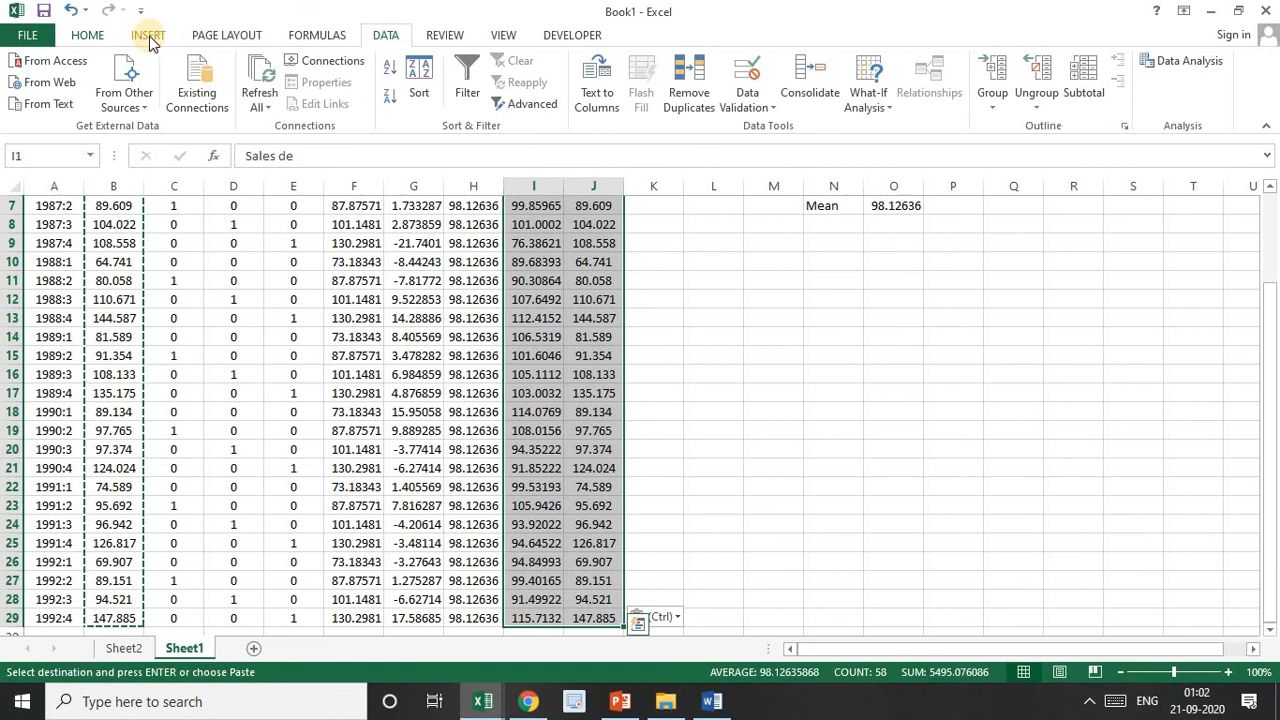 Book1 - Excel
FILE HOME INSERT PAGE LAYOUT FORMULAS DATA REVIEW VIEW DEVELOPER Sign in
From Access
From Web
From Text
From Other Sources
Existing Connections
Get External Data
Refresh All
Connections
Properties
Edit Links
Connections
Sort
Filter
Clear
Reapply
Advanced
Sort & Filter
Text to Columns
Flash Fill
Remove Duplicates
Data Validation
Consolidate
What-If Analysis
Relationships
Data Tools
Group
Ungroup
Subtotal
Outline
Data Analysis
Analysis
I1 fx Sales de
A B C D E F G H I J K L M N O P Q R S T U
7 1987:2 89.609 1 0 0 87.87571 1.733287 98.12636 99.85965 89.609 Mean 98.12636
8 1987:3 104.022 0 1 0 101.1481 2.873859 98.12636 101.0002 104.022
9 1987:4 108.558 0 0 1 130.2981 -21.7401 98.12636 76.38621 108.558
10 1988:1 64.741 0 0 0 73.18343 -8.44243 98.12636 89.68393 64.741
11 1988:2 80.058 1 0 0 87.87571 -7.81772 98.12636 90.30864 80.058
12 1988:3 110.671 0 1 0 101.1481 9.522853 98.12636 107.6492 110.671
13 1988:4 144.587 0 0 1 130.2981 14.28886 98.12636 112.4152 144.587
14 1989:1 81.589 0 0 0 73.18343 8.405569 98.12636 106.5319 81.589
15 1989:2 91.354 1 0 0 87.87571 3.478282 98.12636 101.6046 91.354
16 1989:3 108.133 0 1 0 101.1481 6.984859 98.12636 105.1112 108.133
17 1989:4 135.175 0 0 1 130.2981 4.876859 98.12636 103.0032 135.175
18 1990:1 89.134 0 0 0 73.18343 15.95058 98.12636 114.0769 89.134
19 1990:2 97.765 1 0 0 87.87571 9.889285 98.12636 108.0156 97.765
20 1990:3 97.374 0 1 0 101.1481 -3.77414 98.12636 94.35222 97.374
21 1990:4 124.024 0 0 1 130.2981 -6.27414 98.12636 91.85222 124.024
22 1991:1 74.589 0 0 0 73.18343 1.405569 98.12636 99.53193 74.589
23 1991:2 95.692 1 0 0 87.87571 7.816287 98.12636 105.9426 95.692
24 1991:3 96.942 0 1 0 101.1481 -4.20614 98.12636 93.92022 96.942
25 1991:4 126.817 0 0 1 130.2981 -3.48114 98.12636 94.64522 126.817
26 1992:1 69.907 0 0 0 73.18343 -3.27643 98.12636 94.84993 69.907
27 1992:2 89.151 1 0 0 87.87571 1.275287 98.12636 99.40165 89.151
28 1992:3 94.521 0 1 0 101.1481 -6.62714 98.12636 91.49922 94.521
29 1992:4 147.885 0 0 1 130.2981 17.58685 98.12636 115.7132 147.885
(Ctrl)
Sheet2 Sheet1
Select destination and press ENTER or choose Paste AVERAGE: 98.12635868 COUNT: 58 SUM: 5495.076086 100%
Type here to search ENG 01:02
21-09-2020